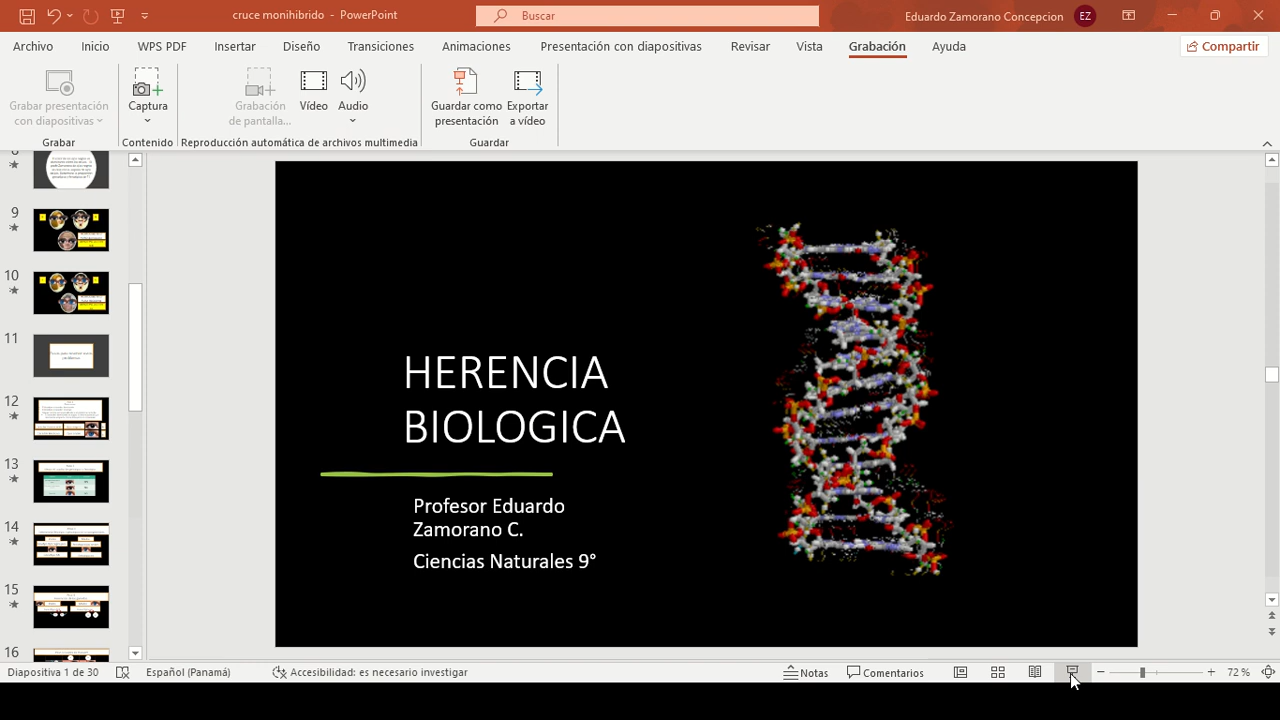 cruce monihibrido - PowerPoint
Buscar
Eduardo Zamorano Concepcion
EZ
Archivo
Inicio
WPS PDF
Insertar
Diseño
Transiciones
Animaciones
Presentación con diapositivas
Revisar
Vista
Grabación
Ayuda
Compartir
Grabar presentación
con diapositivas
Captura
Grabación
de pantalla...
Vídeo
Audio
Guardar como
presentación
Exportar
a vídeo
Grabar
Contenido
Reproducción automática de archivos multimedia
Guardar
9
10
11
12
13
14
15
16
HERENCIA
BIOLOGICA
Profesor Eduardo
Zamorano C.
Ciencias Naturales 9°
Diapositiva 1 de 30
Español (Panamá)
Accesibilidad: es necesario investigar
Notas
Comentarios
72 %